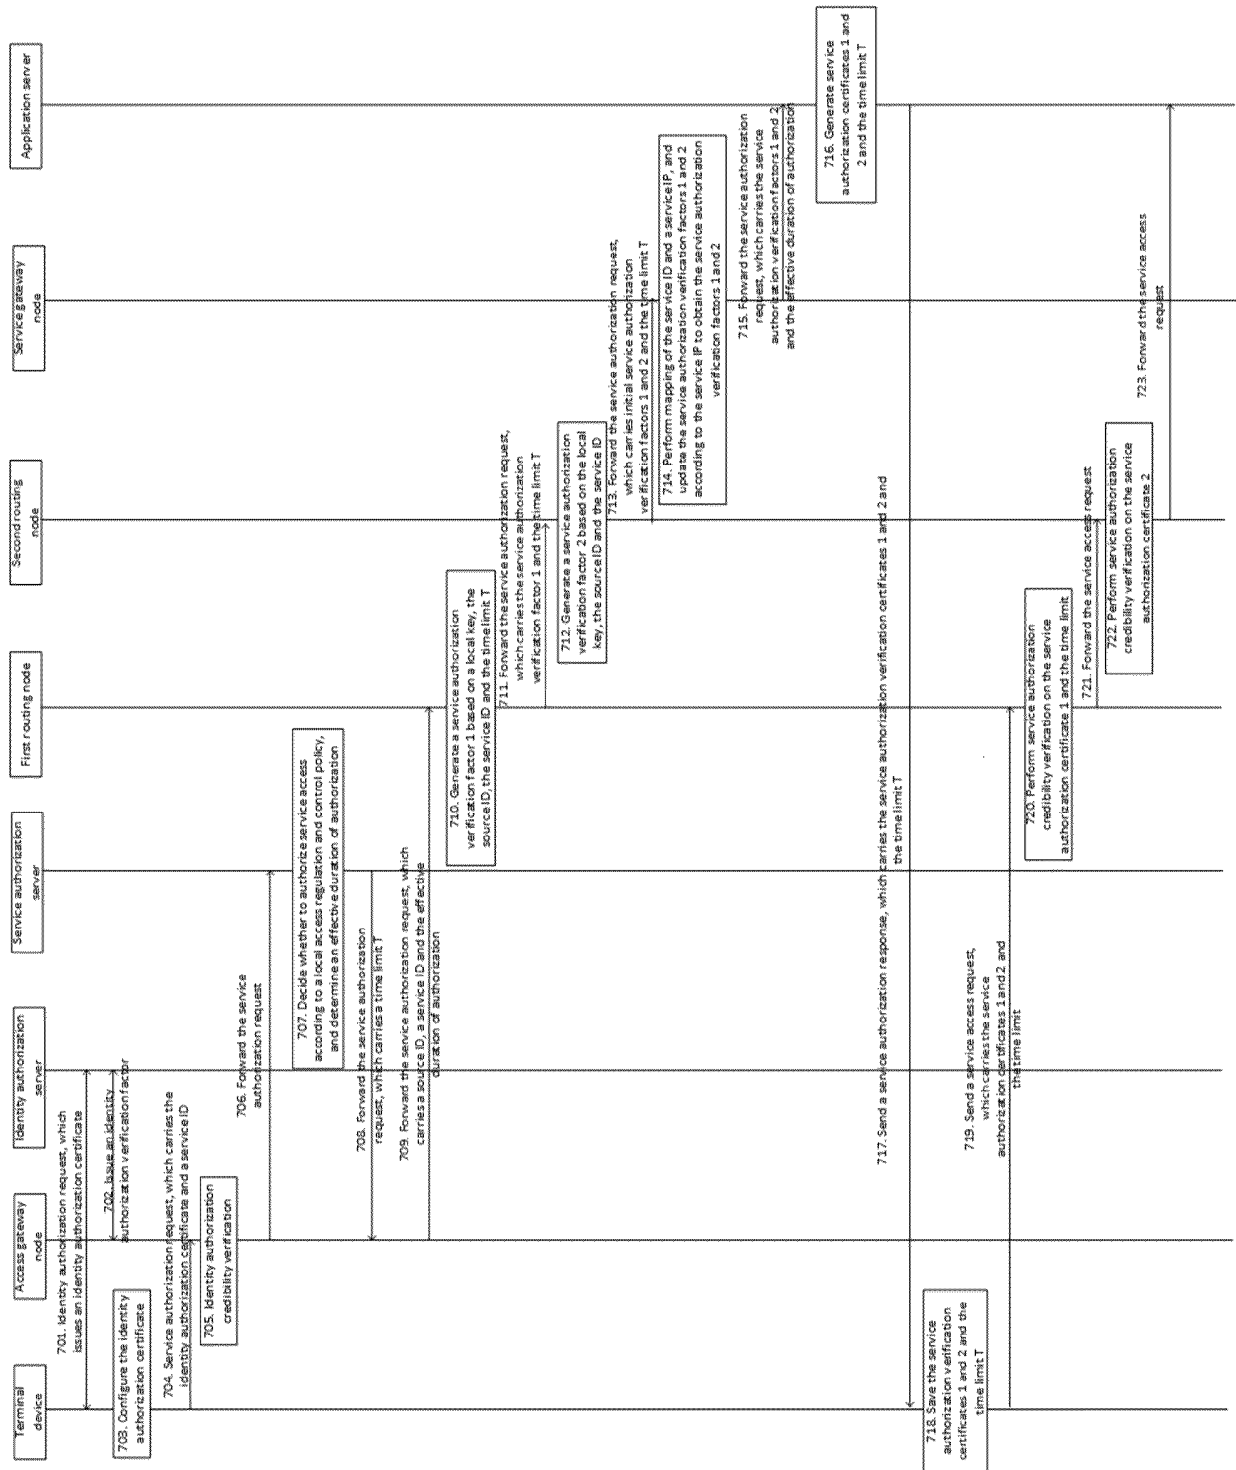 Terminal
device
Access gateway
node
Identity authorization
server
Service authorization
server
First routing node
Second routing
node
Service gateway
node
Application server
701. Identity authorization request, which
issues an identity authorization certificate
702. Issue an identity
authorization verification factor
703. Configure the identity
authorization certificate
704. Service authorization request, which carries the
identity authorization certificate and a service ID
705. Identity authorization
credibility verification
706. Forward the service
authorization request
707. Decide whether to authorize service access
according to a local access regulation and control policy,
and determine an effective duration of authorization
708. Forward the service authorization
request, which carries a time limit T
709. Forward the service authorization request, which
carries a source ID, a service ID and the effective
duration of authorization
710. Generate a service authorization
verification factor 1 based on a local key, the
source ID, the service ID and the time limit T
711. Forward the service authorization request,
which carries the service authorization
verification factor 1 and the time limit T
712. Generate a service authorization
verification factor 2 based on the local
key, the source ID and the service ID
713. Forward the service authorization request,
which carries initial service authorization
verification factors 1 and 2 and the time limit T
714. Perform mapping of the service ID and a service IP, and
update the service authorization verification factors 1 and 2
according to the service IP to obtain the service authorization
verification factors 1 and 2
715. Forward the service authorization
request, which carries the service
authorization verification factors 1 and 2
and the effective duration of authorization
716. Generate service
authorization certificates 1 and
2 and the time limit T
717. Send a service authorization response, which carries the service authorization verification certificates 1 and 2 and
the time limit T
718. Save the service
authorization verification
certificates 1 and 2 and the
time limit T
719. Send a service access request,
which carries the service
authorization certificates 1 and 2, and
the time limit
720. Perform service authorization
credibility verification on the service
authorization certificate 1 and the time limit
721. Forward the service access request
722. Perform service authorization
credibility verification on the service
authorization certificate 2
723. Forward the service access
request